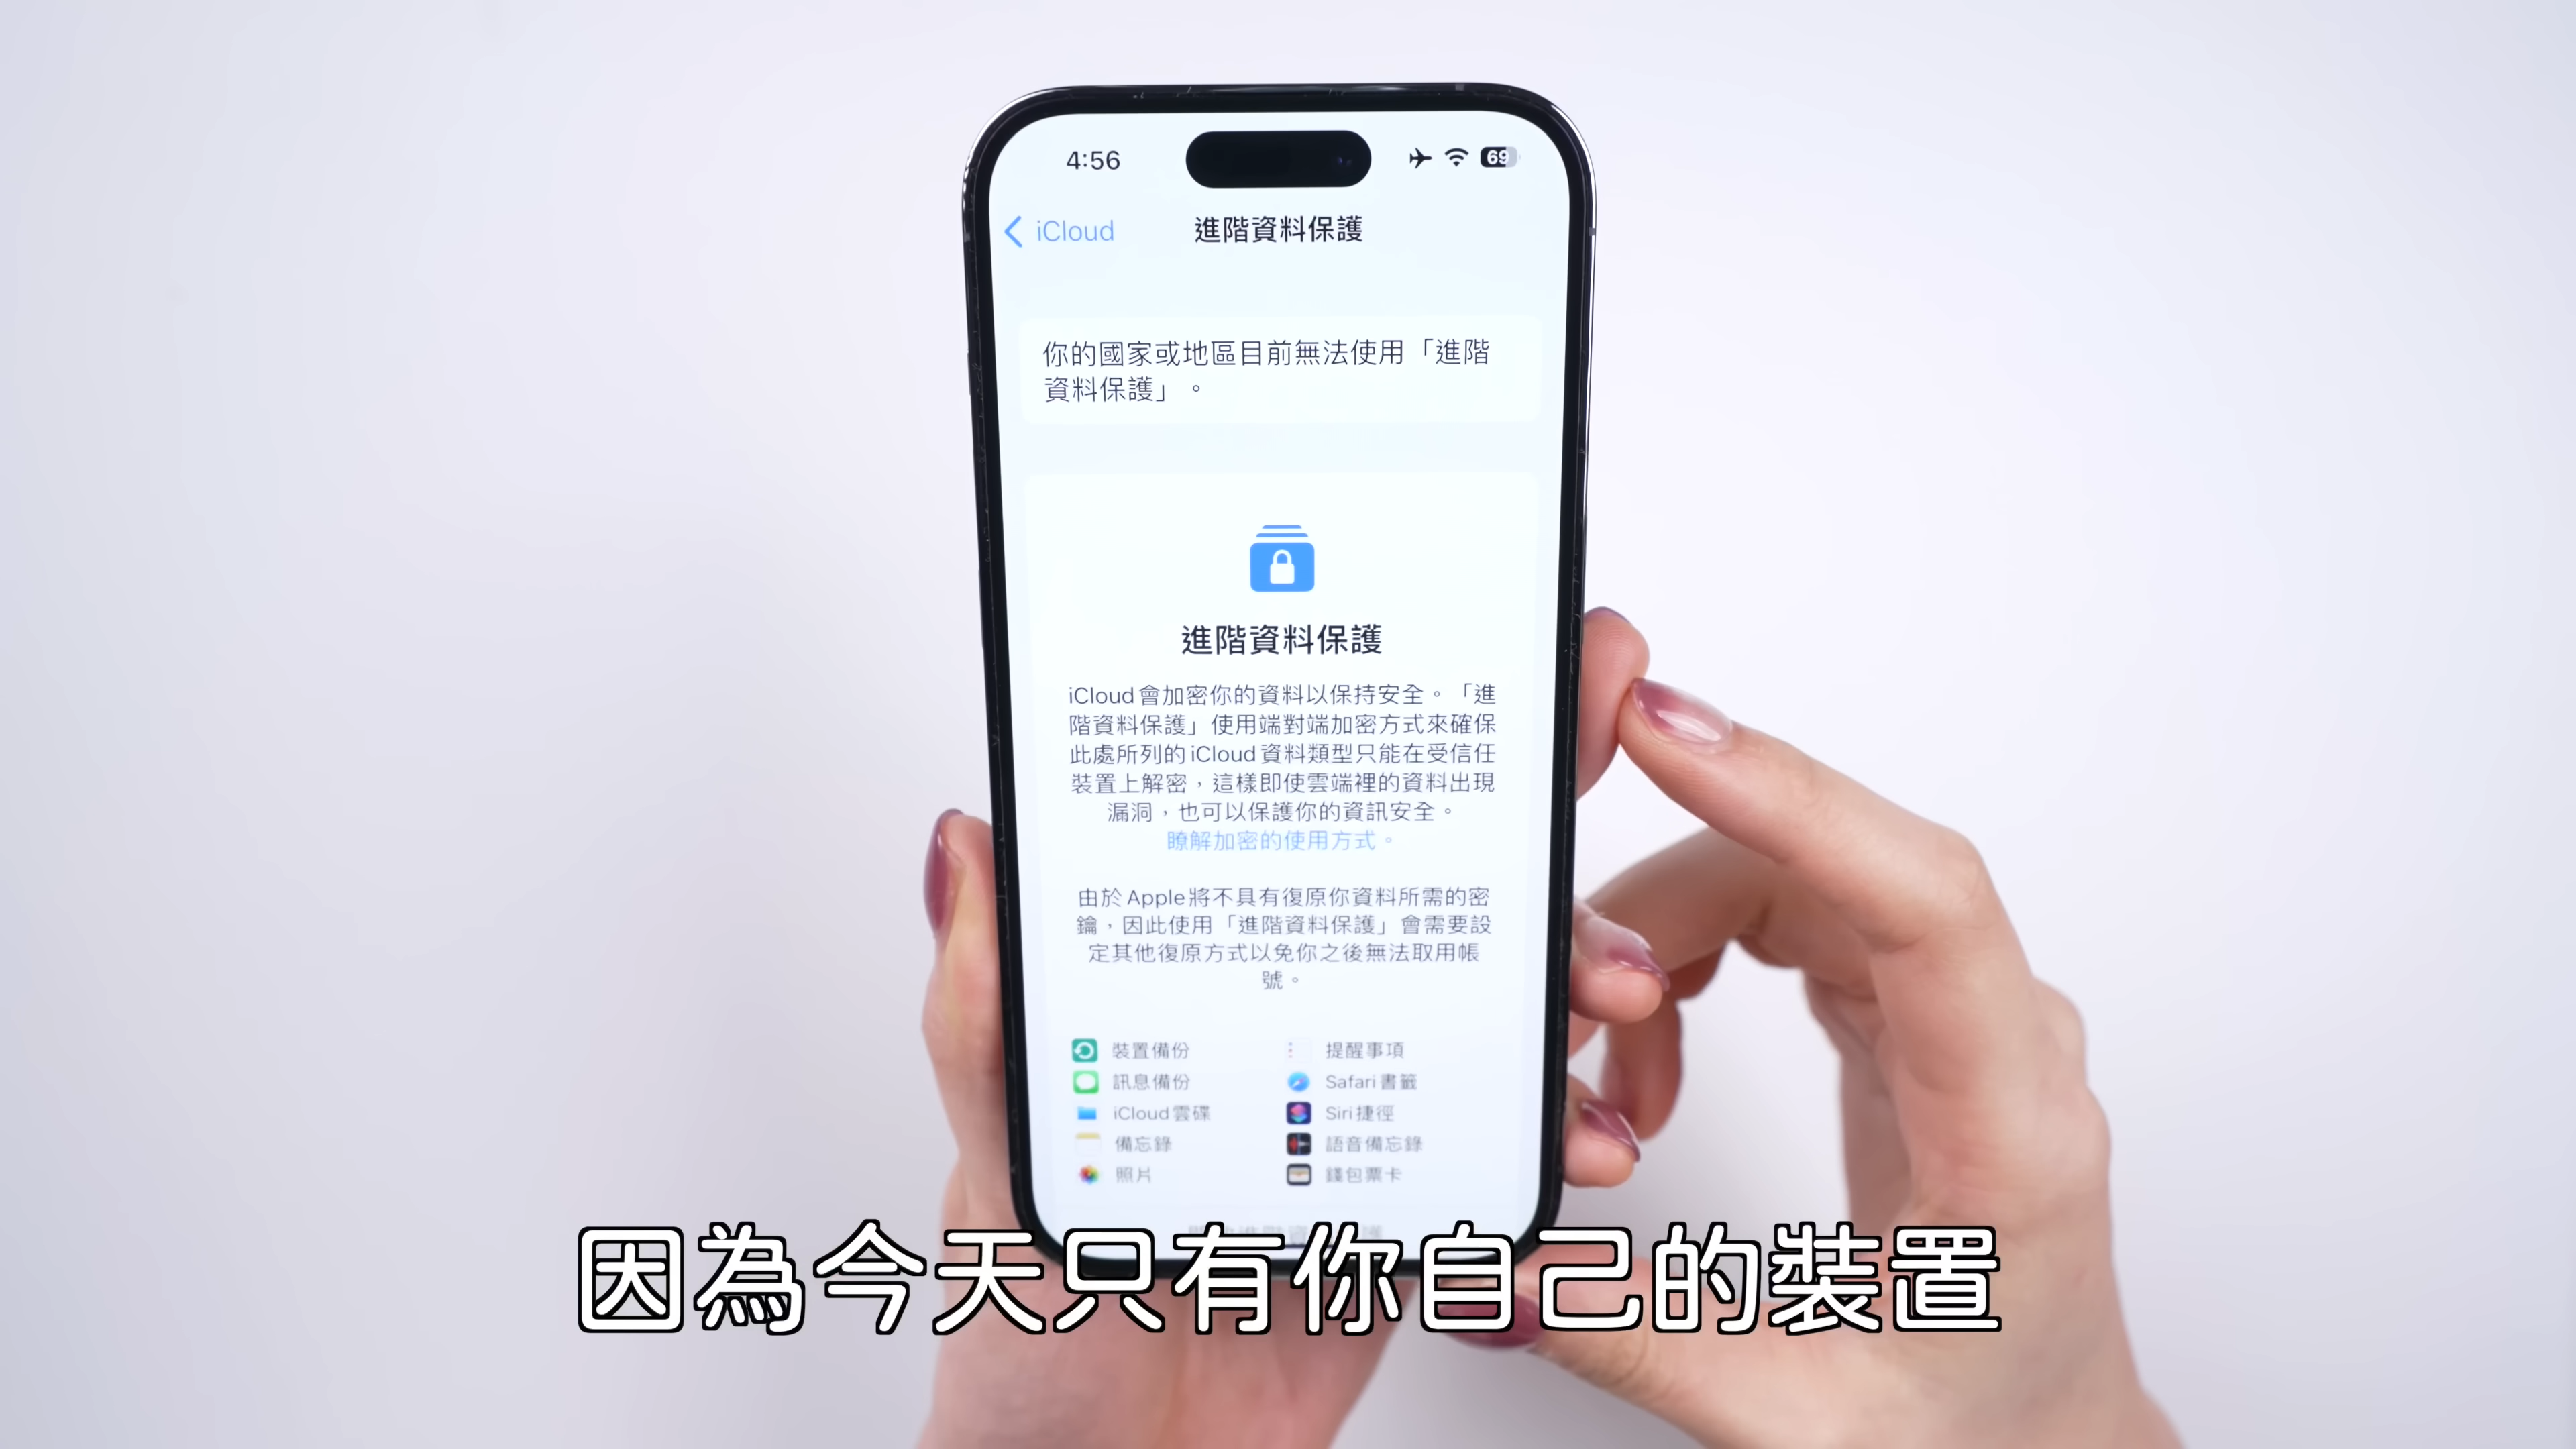 4:56
69
iCloud
進階資料保護
你的國家或地區目前無法使用「進階
資料保護」。
進階資料保護
iCloud會加密你的資料以保持安全。「進
階資料保護」使用端對端加密方式來確保
此處所列的iCloud資料類型只能在受信任
裝置上解密，這樣即使雲端裡的資料出現
漏洞，也可以保護你的資訊安全。
瞭解加密的使用方式。
由於Apple將不具有復原你資料所需的密
鑰，因此使用「進階資料保護」會需要設
定其他復原方式以免你之後無法取用帳
號。
裝置備份
提醒事項
訊息備份
Safari書籤
iCloud雲碟
Siri捷徑
備忘錄
語音備忘錄
照片
錢包票卡
因為今天只有你自己的裝置